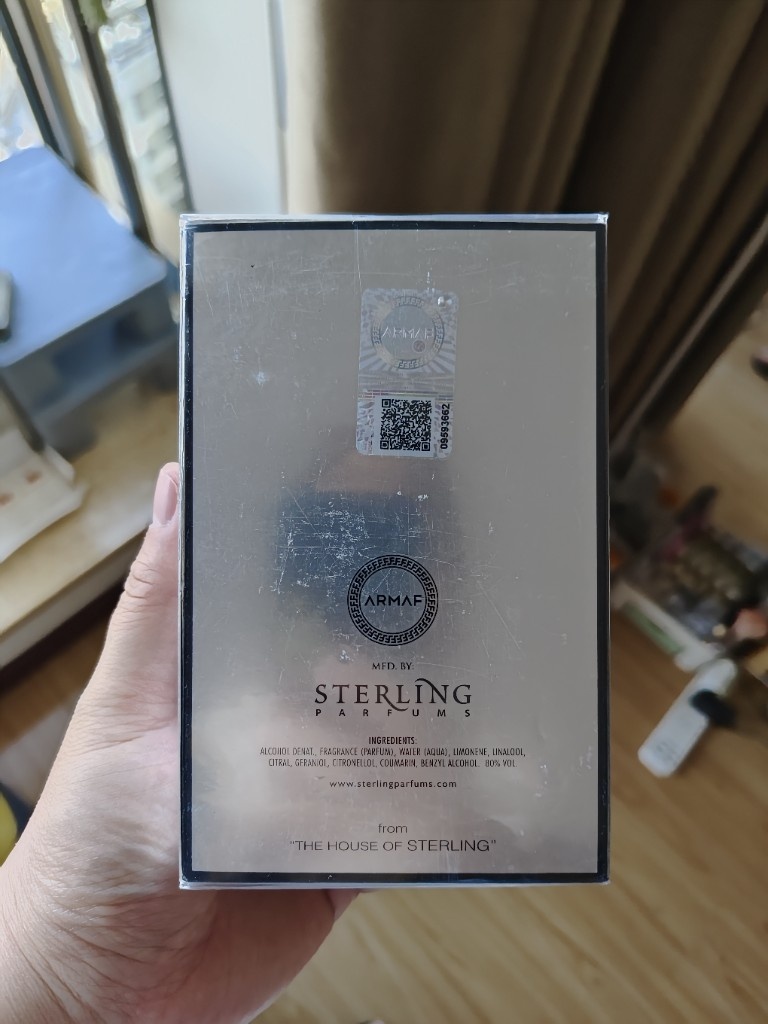 ARMAF
09593662
ARMAF
MFD. BY.
STERLING
PARFUMS
INGREDIENTS:
ALCOHOL DENAT., FRAGRANCE (PARFUM), WATER (AQUA), LIMONENE, LINALOOL,
CITRAL, GERANIOL, CITRONELLOL, COUMARIN, BENZYL ALCOHOL. 80% VOL.
www.sterlingparfums.com
from
"THE HOUSE OF STERLING"